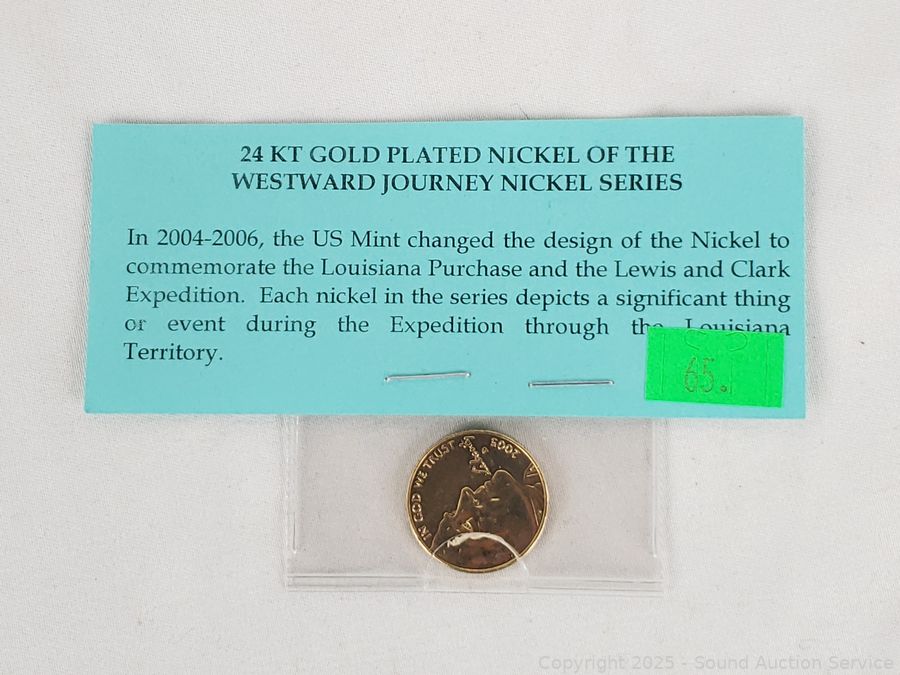 24 KT GOLD PLATED NICKEL OF THE
WESTWARD JOURNEY NICKEL SERIES
In 2004-2006, the US Mint changed the design of the Nickel to
commemorate the Louisiana Purchase and the Lewis and Clark
Expedition. Each nickel in the series depicts a significant thing
or event during the Expedition through the Louisiana
Territory.
65.
IN GOD WE TRUST
Liberty
2005
Copyright 2025 - Sound Auction Service